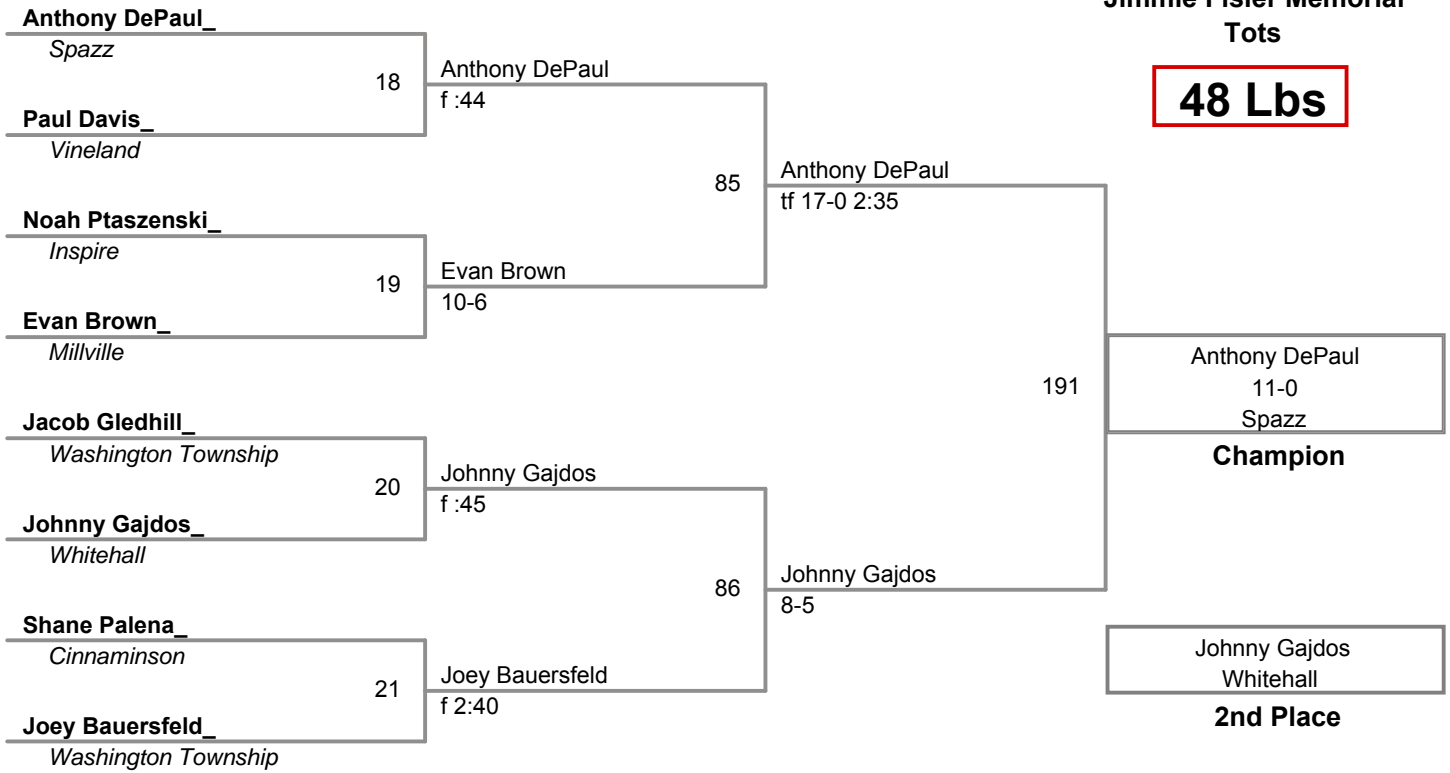 Jimmie Fisler Memorial
Tots
48 Lbs
Anthony DePaul_
Spazz
18
Anthony DePaul
f :44
Paul Davis_
Vineland
85
Anthony DePaul
tf 17-0 2:35
Noah Ptaszenski_
Inspire
19
Evan Brown
10-6
Evan Brown_
Millville
191
Anthony DePaul
11-0
Spazz
Champion
Jacob Gledhill_
Washington Township
20
Johnny Gajdos
f :45
Johnny Gajdos_
Whitehall
86
Johnny Gajdos
8-5
Shane Palena_
Cinnaminson
21
Joey Bauersfeld
f 2:40
Joey Bauersfeld_
Washington Township
Johnny Gajdos
Whitehall
2nd Place